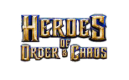 HEROES
OF
ORDER & CHAOS